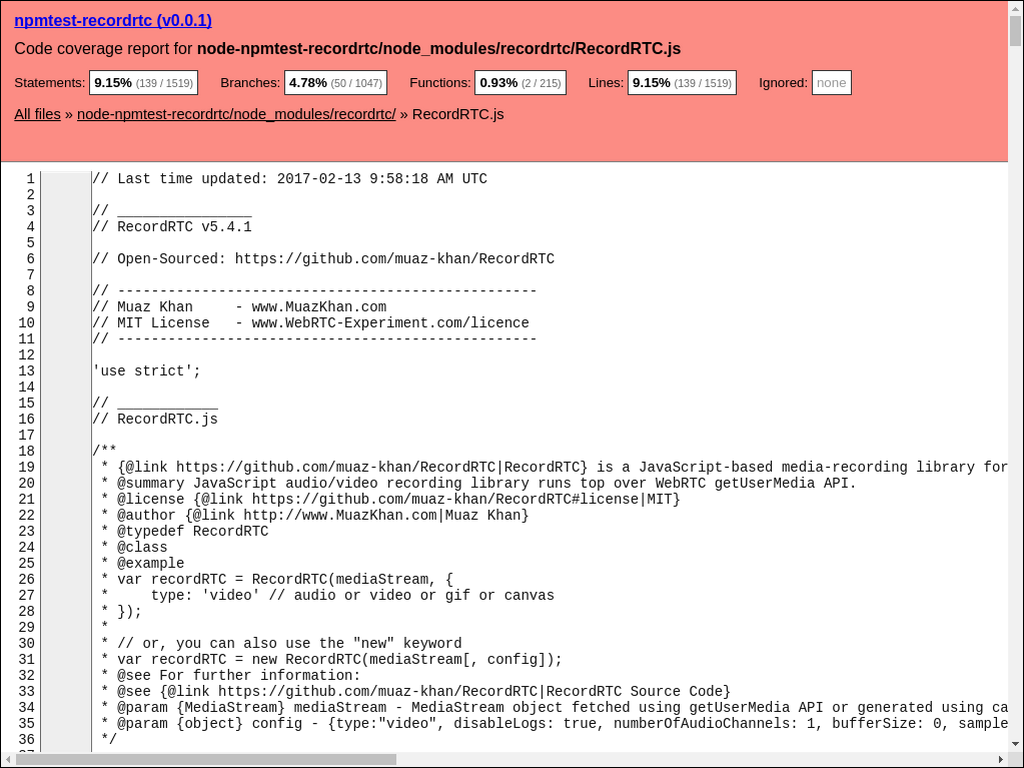 npmtest-recordrtc (v0.0.1)
Code coverage report for node-npmtest-recordrtc/node_modules/recordrtc/RecordRTC.js
Statements: 9.15% (139 / 1519) Branches: 4.78% (50 / 1047) Functions: 0.93% (2 / 215) Lines: 9.15% (139 / 1519) Ignored: none
All files » node-npmtest-recordrtc/node_modules/recordrtc/ » RecordRTC.js
1 // Last time updated: 2017-02-13 9:58:18 AM UTC
2
3 // ________________
4 // RecordRTC v5.4.1
5
6 // Open-Sourced: https://github.com/muaz-khan/RecordRTC
7
8 // --------------------------------------------------
9 // Muaz Khan     - www.MuazKhan.com
10 // MIT License   - www.WebRTC-Experiment.com/licence
11 // --------------------------------------------------
12
13 'use strict';
14
15 // ____________
16 // RecordRTC.js
17
18 /**
19  * {@link https://github.com/muaz-khan/RecordRTC|RecordRTC} is a JavaScript-based media-recording library for
20  * @summary JavaScript audio/video recording library runs top over WebRTC getUserMedia API.
21  * @license {@link https://github.com/muaz-khan/RecordRTC#license|MIT}
22  * @author {@link http://www.MuazKhan.com|Muaz Khan}
23  * @typedef RecordRTC
24  * @class
25  * @example
26  * var recordRTC = RecordRTC(mediaStream, {
27  *     type: 'video' // audio or video or gif or canvas
28  * });
29  *
30  * // or, you can also use the "new" keyword
31  * var recordRTC = new RecordRTC(mediaStream[, config]);
32  * @see For further information:
33  * @see {@link https://github.com/muaz-khan/RecordRTC|RecordRTC Source Code}
34  * @param {MediaStream} mediaStream - MediaStream object fetched using getUserMedia API or generated using ca
35  * @param {object} config - {type:"video", disableLogs: true, numberOfAudioChannels: 1, bufferSize: 0, sample
36  */